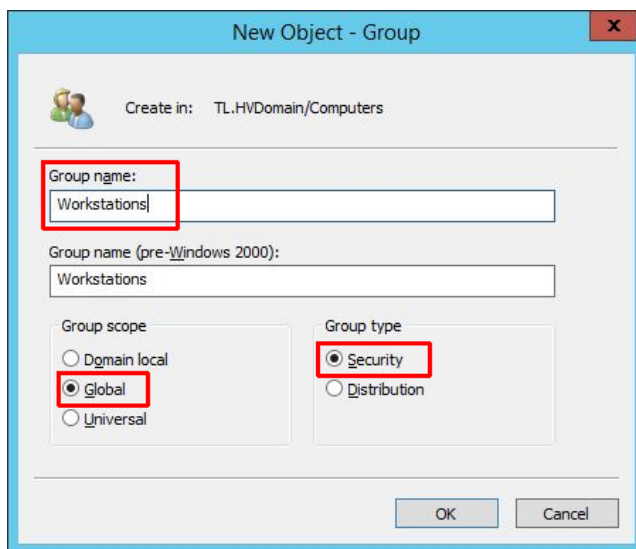 New Object - Group
x
Create in: TL.HVDomain/Computers
Group name:
Workstations
Group name (pre-Windows 2000):
Workstations
Group scope
Domain local
Global
Universal
Group type
Security
Distribution
OK
Cancel